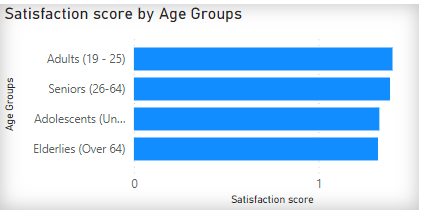 Satisfaction score by Age Groups
Adults (19 - 25)
Seniors (26-64)
Adolescents (Un...
Elderlies (Over 64)
Age Groups
0 1
Satisfaction score